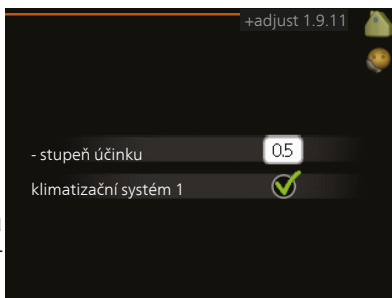 +adjust 1.9.11
- stupeň účinku 0.5
klimatizační systém 1